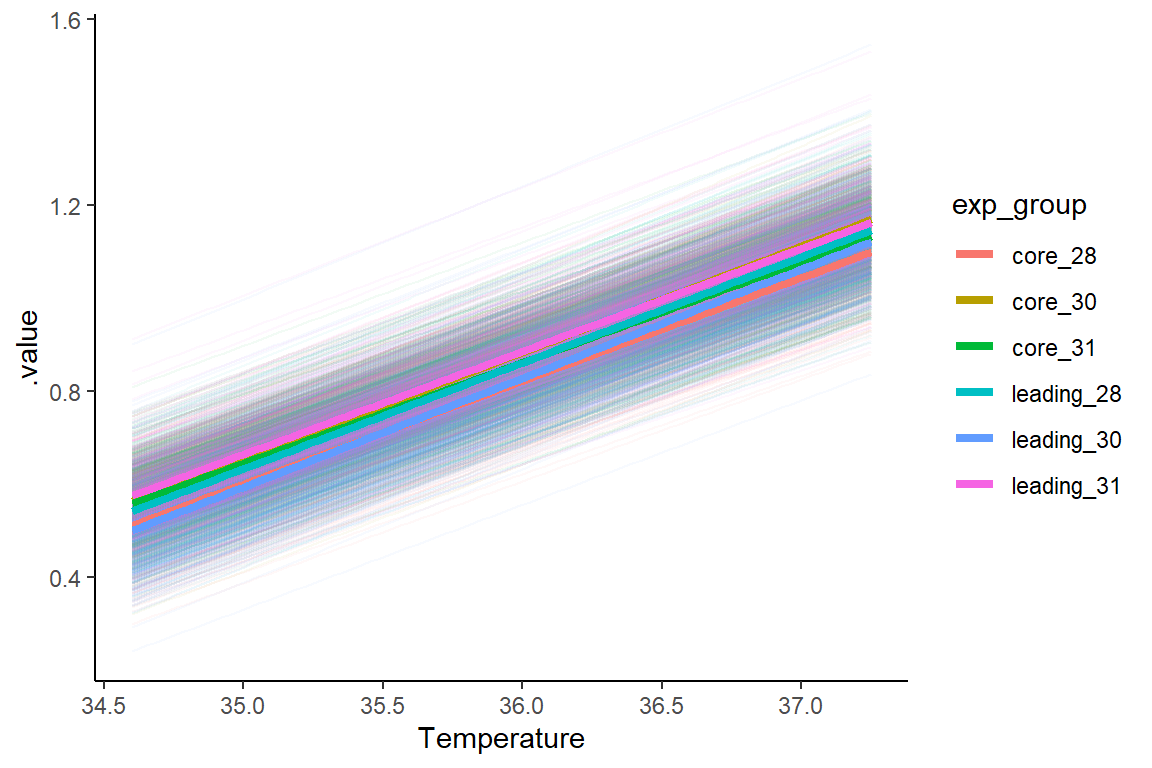 1.6
1.2
0.8
0.4
.value
34.5 35.0 35.5 36.0 36.5 37.0
Temperature
exp_group
core_28
core_30
core_31
leading_28
leading_30
leading_31